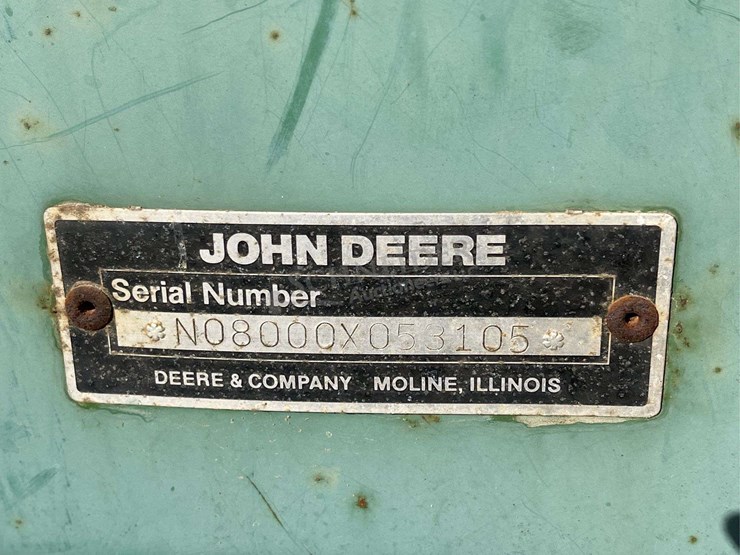 JOHN DEERE
Serial Number
*N08000X053105*
DEERE & COMPANY MOLINE, ILLINOIS